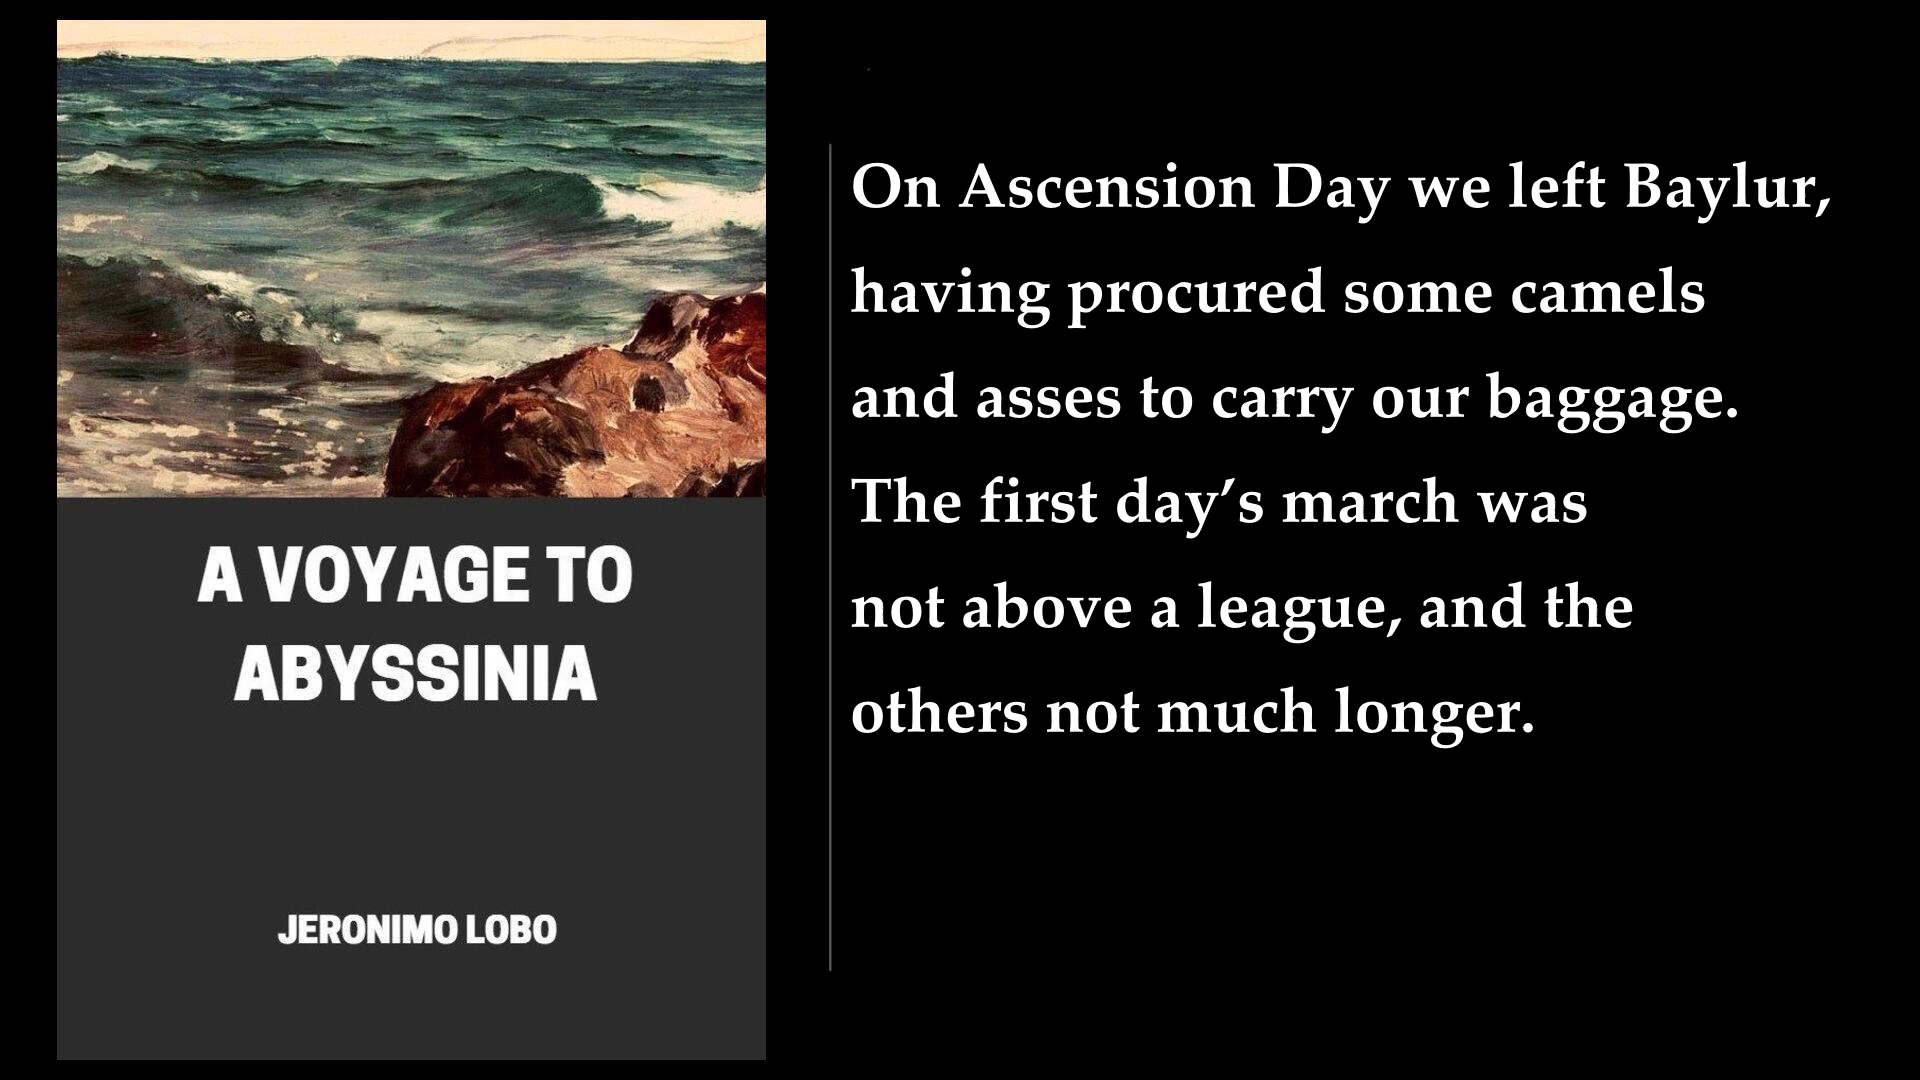 A VOYAGE TO
ABYSSINIA
JERONIMO LOBO
On Ascension Day we left Baylur,
having procured some camels
and asses to carry our baggage.
The first day’s march was
not above a league, and the
others not much longer.